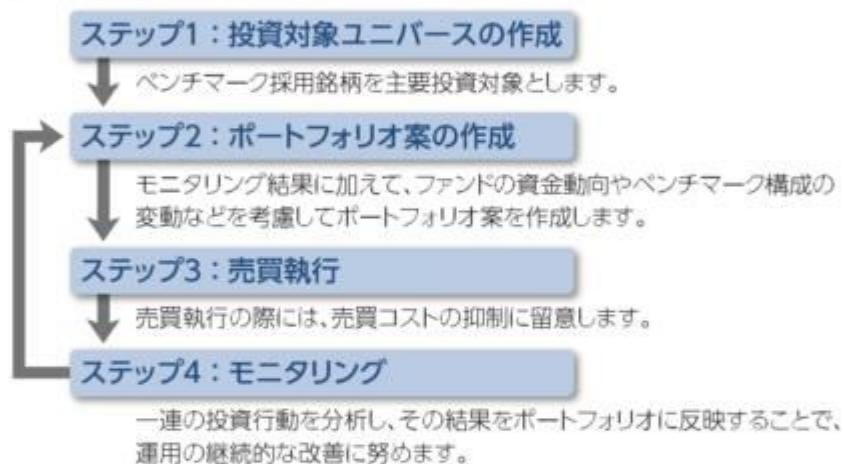 ステップ1：投資対象ユニバースの作成
ベンチマーク採用銘柄を主要投資対象とします。
ステップ2：ポートフォリオ案の作成
モニタリング結果に加えて、ファンドの資金動向やベンチマーク構成の
変動などを考慮してポートフォリオ案を作成します。
ステップ3：売買執行
売買執行の際には、売買コストの抑制に留意します。
ステップ4：モニタリング
一連の投資行動を分析し、その結果をポートフォリオに反映することで、
運用の継続的な改善に努めます。